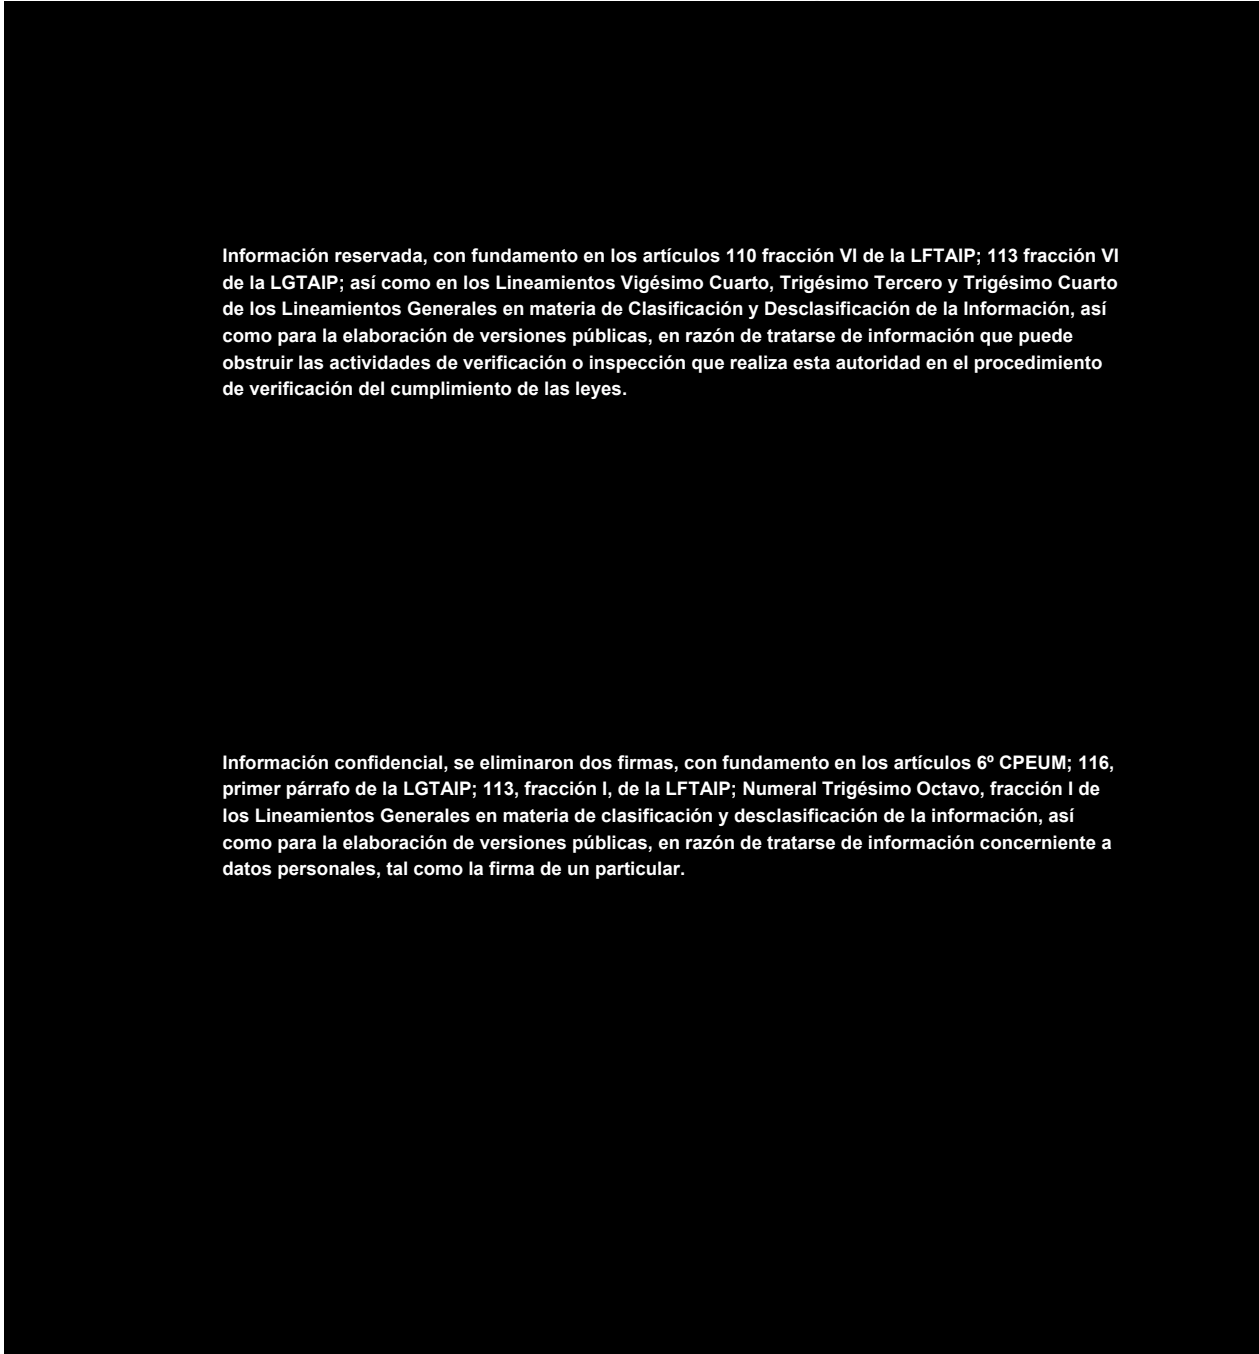 Información reservada, con fundamento en los artículos 110 fracción VI de la LFTAIP; 113 fracción VI
de la LGTAIP; así como en los Lineamientos Vigésimo Cuarto, Trigésimo Tercero y Trigésimo Cuarto
de los Lineamientos Generales en materia de Clasificación y Desclasificación de la Información, así
como para la elaboración de versiones públicas, en razón de tratarse de información que puede
obstruir las actividades de verificación o inspección que realiza esta autoridad en el procedimiento
de verificación del cumplimiento de las leyes.
Información confidencial, se eliminaron dos firmas, con fundamento en los artículos 6º CPEUM; 116,
primer párrafo de la LGTAIP; 113, fracción I, de la LFTAIP; Numeral Trigésimo Octavo, fracción I de
los Lineamientos Generales en materia de clasificación y desclasificación de la información, así
como para la elaboración de versiones públicas, en razón de tratarse de información concerniente a
datos personales, tal como la firma de un particular.